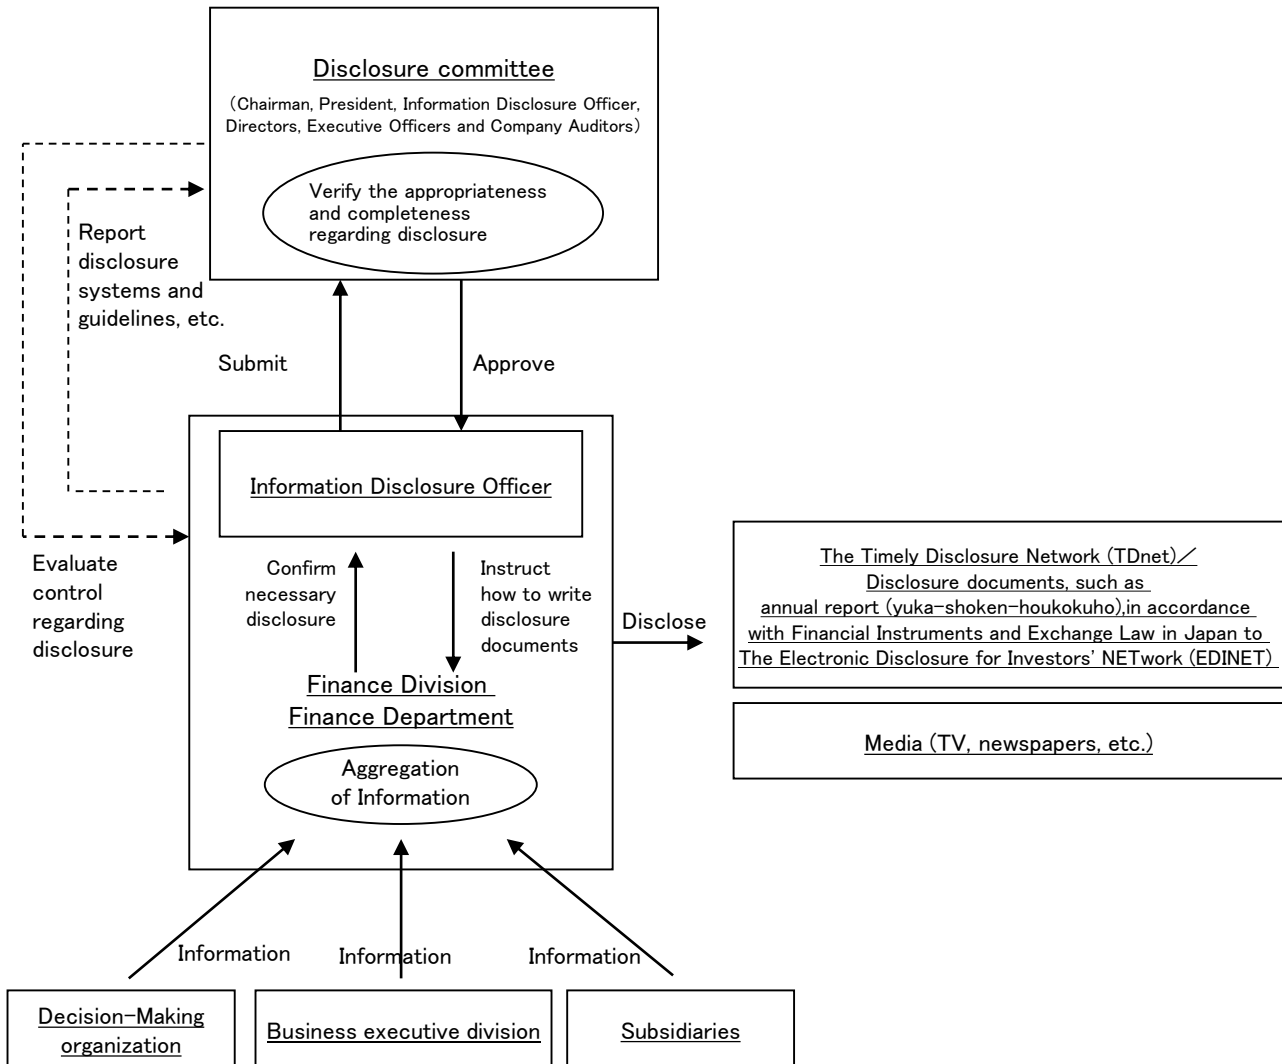 Disclosure committee
（Chairman, President, Information Disclosure Officer,
Directors, Executive Officers and Company Auditors）
Verify the appropriateness
and completeness
regarding disclosure
Report
disclosure
systems and
guidelines, etc.
Submit
Approve
Information Disclosure Officer
Evaluate
control
regarding
disclosure
Confirm
necessary
disclosure
Instruct
how to write
disclosure
documents
Disclose
The Timely Disclosure Network (TDnet)／
Disclosure documents, such as
annual report (yuka-shoken-houkokuho),in accordance
with Financial Instruments and Exchange Law in Japan to
The Electronic Disclosure for Investors' NETwork (EDINET)
Media (TV, newspapers, etc.)
Finance Division
Finance Department
Aggregation
of Information
Information
Information
Information
Decision-Making
organization
Business executive division
Subsidiaries